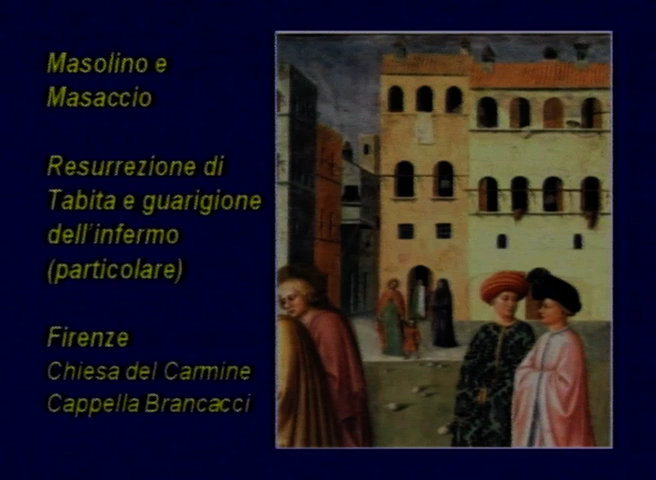 Masolino e
Masaccio
Resurrezione di
Tabita e guarigione
dell'infermo
(particolare)
Firenze
Chiesa del Carmine
Cappella Brancacci